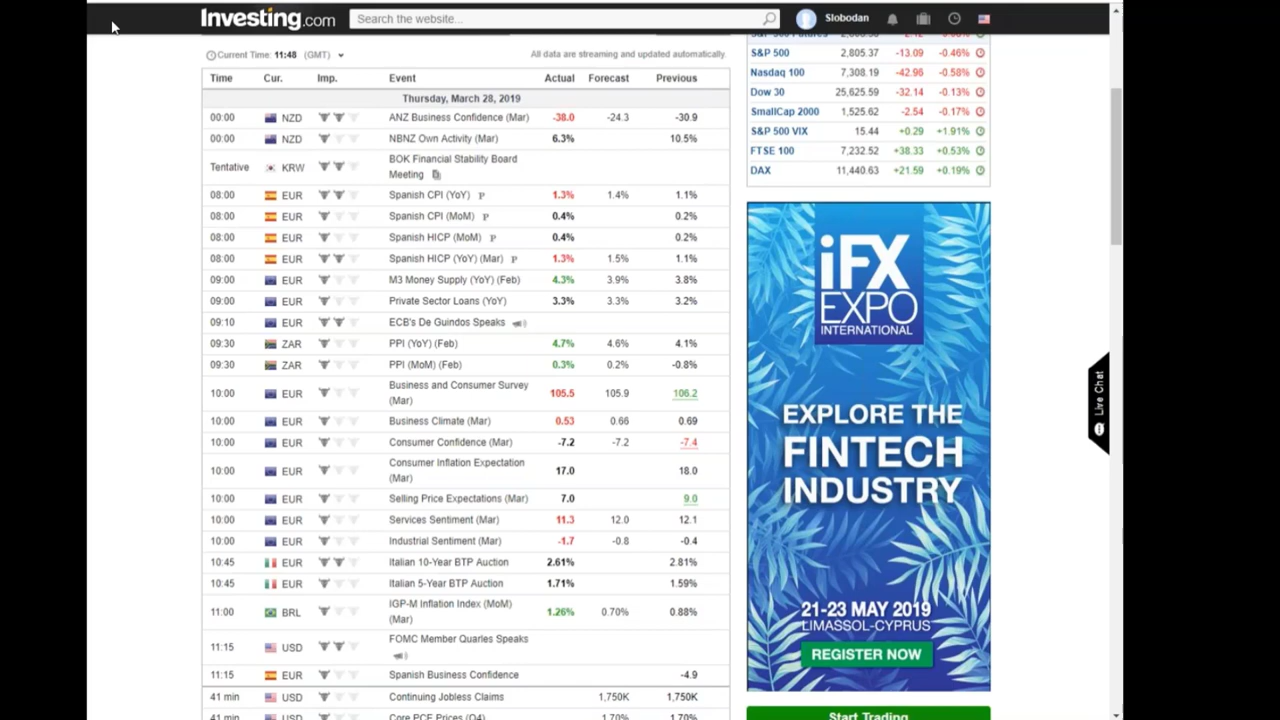 Investing.com
Search the website...
Slobodan
Current Time: 11:48 (GMT)
All data are streaming and updated automatically
Time Cur. Imp. Event Actual Forecast Previous
Thursday, March 28, 2019
00:00 NZD ANZ Business Confidence (Mar) -38.0 -24.3 -30.9
00:00 NZD NBNZ Own Activity (Mar) 6.3% 10.5%
Tentative KRW BOK Financial Stability Board
Meeting
08:00 EUR Spanish CPI (YoY) P 1.3% 1.4% 1.1%
08:00 EUR Spanish CPI (MoM) P 0.4% 0.2%
08:00 EUR Spanish HICP (MoM) P 0.4% 0.2%
08:00 EUR Spanish HICP (YoY) (Mar) P 1.3% 1.5% 1.1%
09:00 EUR M3 Money Supply (YoY) (Feb) 4.3% 3.9% 3.8%
09:00 EUR Private Sector Loans (YoY) 3.3% 3.3% 3.2%
09:10 EUR ECB's De Guindos Speaks
09:30 ZAR PPI (YoY) (Feb) 4.7% 4.6% 4.1%
09:30 ZAR PPI (MoM) (Feb) 0.3% 0.2% -0.8%
10:00 EUR Business and Consumer Survey
(Mar) 105.5 105.9 106.2
10:00 EUR Business Climate (Mar) 0.53 0.66 0.69
10:00 EUR Consumer Confidence (Mar) -7.2 -7.2 -7.4
10:00 EUR Consumer Inflation Expectation
(Mar) 17.0 18.0
10:00 EUR Selling Price Expectations (Mar) 7.0 9.0
10:00 EUR Services Sentiment (Mar) 11.3 12.0 12.1
10:00 EUR Industrial Sentiment (Mar) -1.7 -0.8 -0.4
10:45 EUR Italian 10-Year BTP Auction 2.61% 2.81%
10:45 EUR Italian 5-Year BTP Auction 1.71% 1.59%
11:00 BRL IGP-M Inflation Index (MoM)
(Mar) 1.26% 0.70% 0.88%
11:15 USD FOMC Member Quarles Speaks
11:15 EUR Spanish Business Confidence -4.9
41 min USD Continuing Jobless Claims 1,750K 1,750K
41 min USD Core PCE Prices (Q4) 1.70% 1.70%
S&P 500 Futures
S&P 500 2,805.37 -13.09 -0.46%
Nasdaq 100 7,308.19 -42.96 -0.58%
Dow 30 25,625.59 -32.14 -0.13%
SmallCap 2000 1,525.62 -2.54 -0.17%
S&P 500 VIX 15.44 +0.29 +1.91%
FTSE 100 7,232.52 +38.33 +0.53%
DAX 11,440.63 +21.59 +0.19%
iFX
EXPO
INTERNATIONAL
EXPLORE THE
FINTECH
INDUSTRY
21-23 MAY 2019
LIMASSOL-CYPRUS
REGISTER NOW
Start Trading
Live Chat